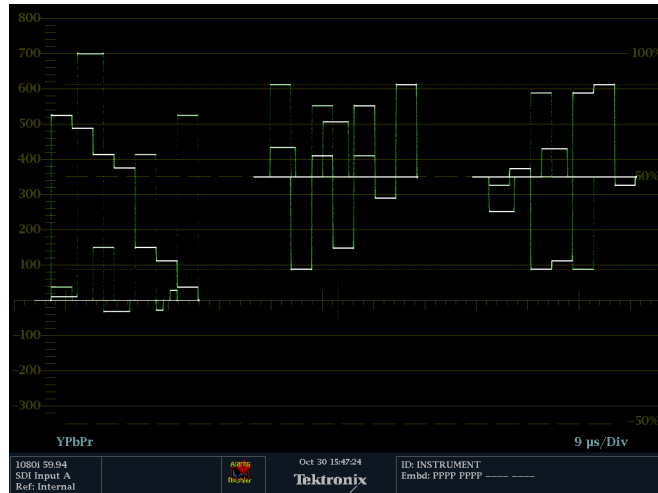 800
700
100%
600
500
400
300
50%
200
100
-100
-200
-300
-50%
YPbPr
9 µs/Div
1080i 59.94
SDI Input A
Ref: Internal
Alarms
Oct 30 15:47:24
Tektronix
ID: INSTRUMENT
Embd: PPPP PPPP ---- ----